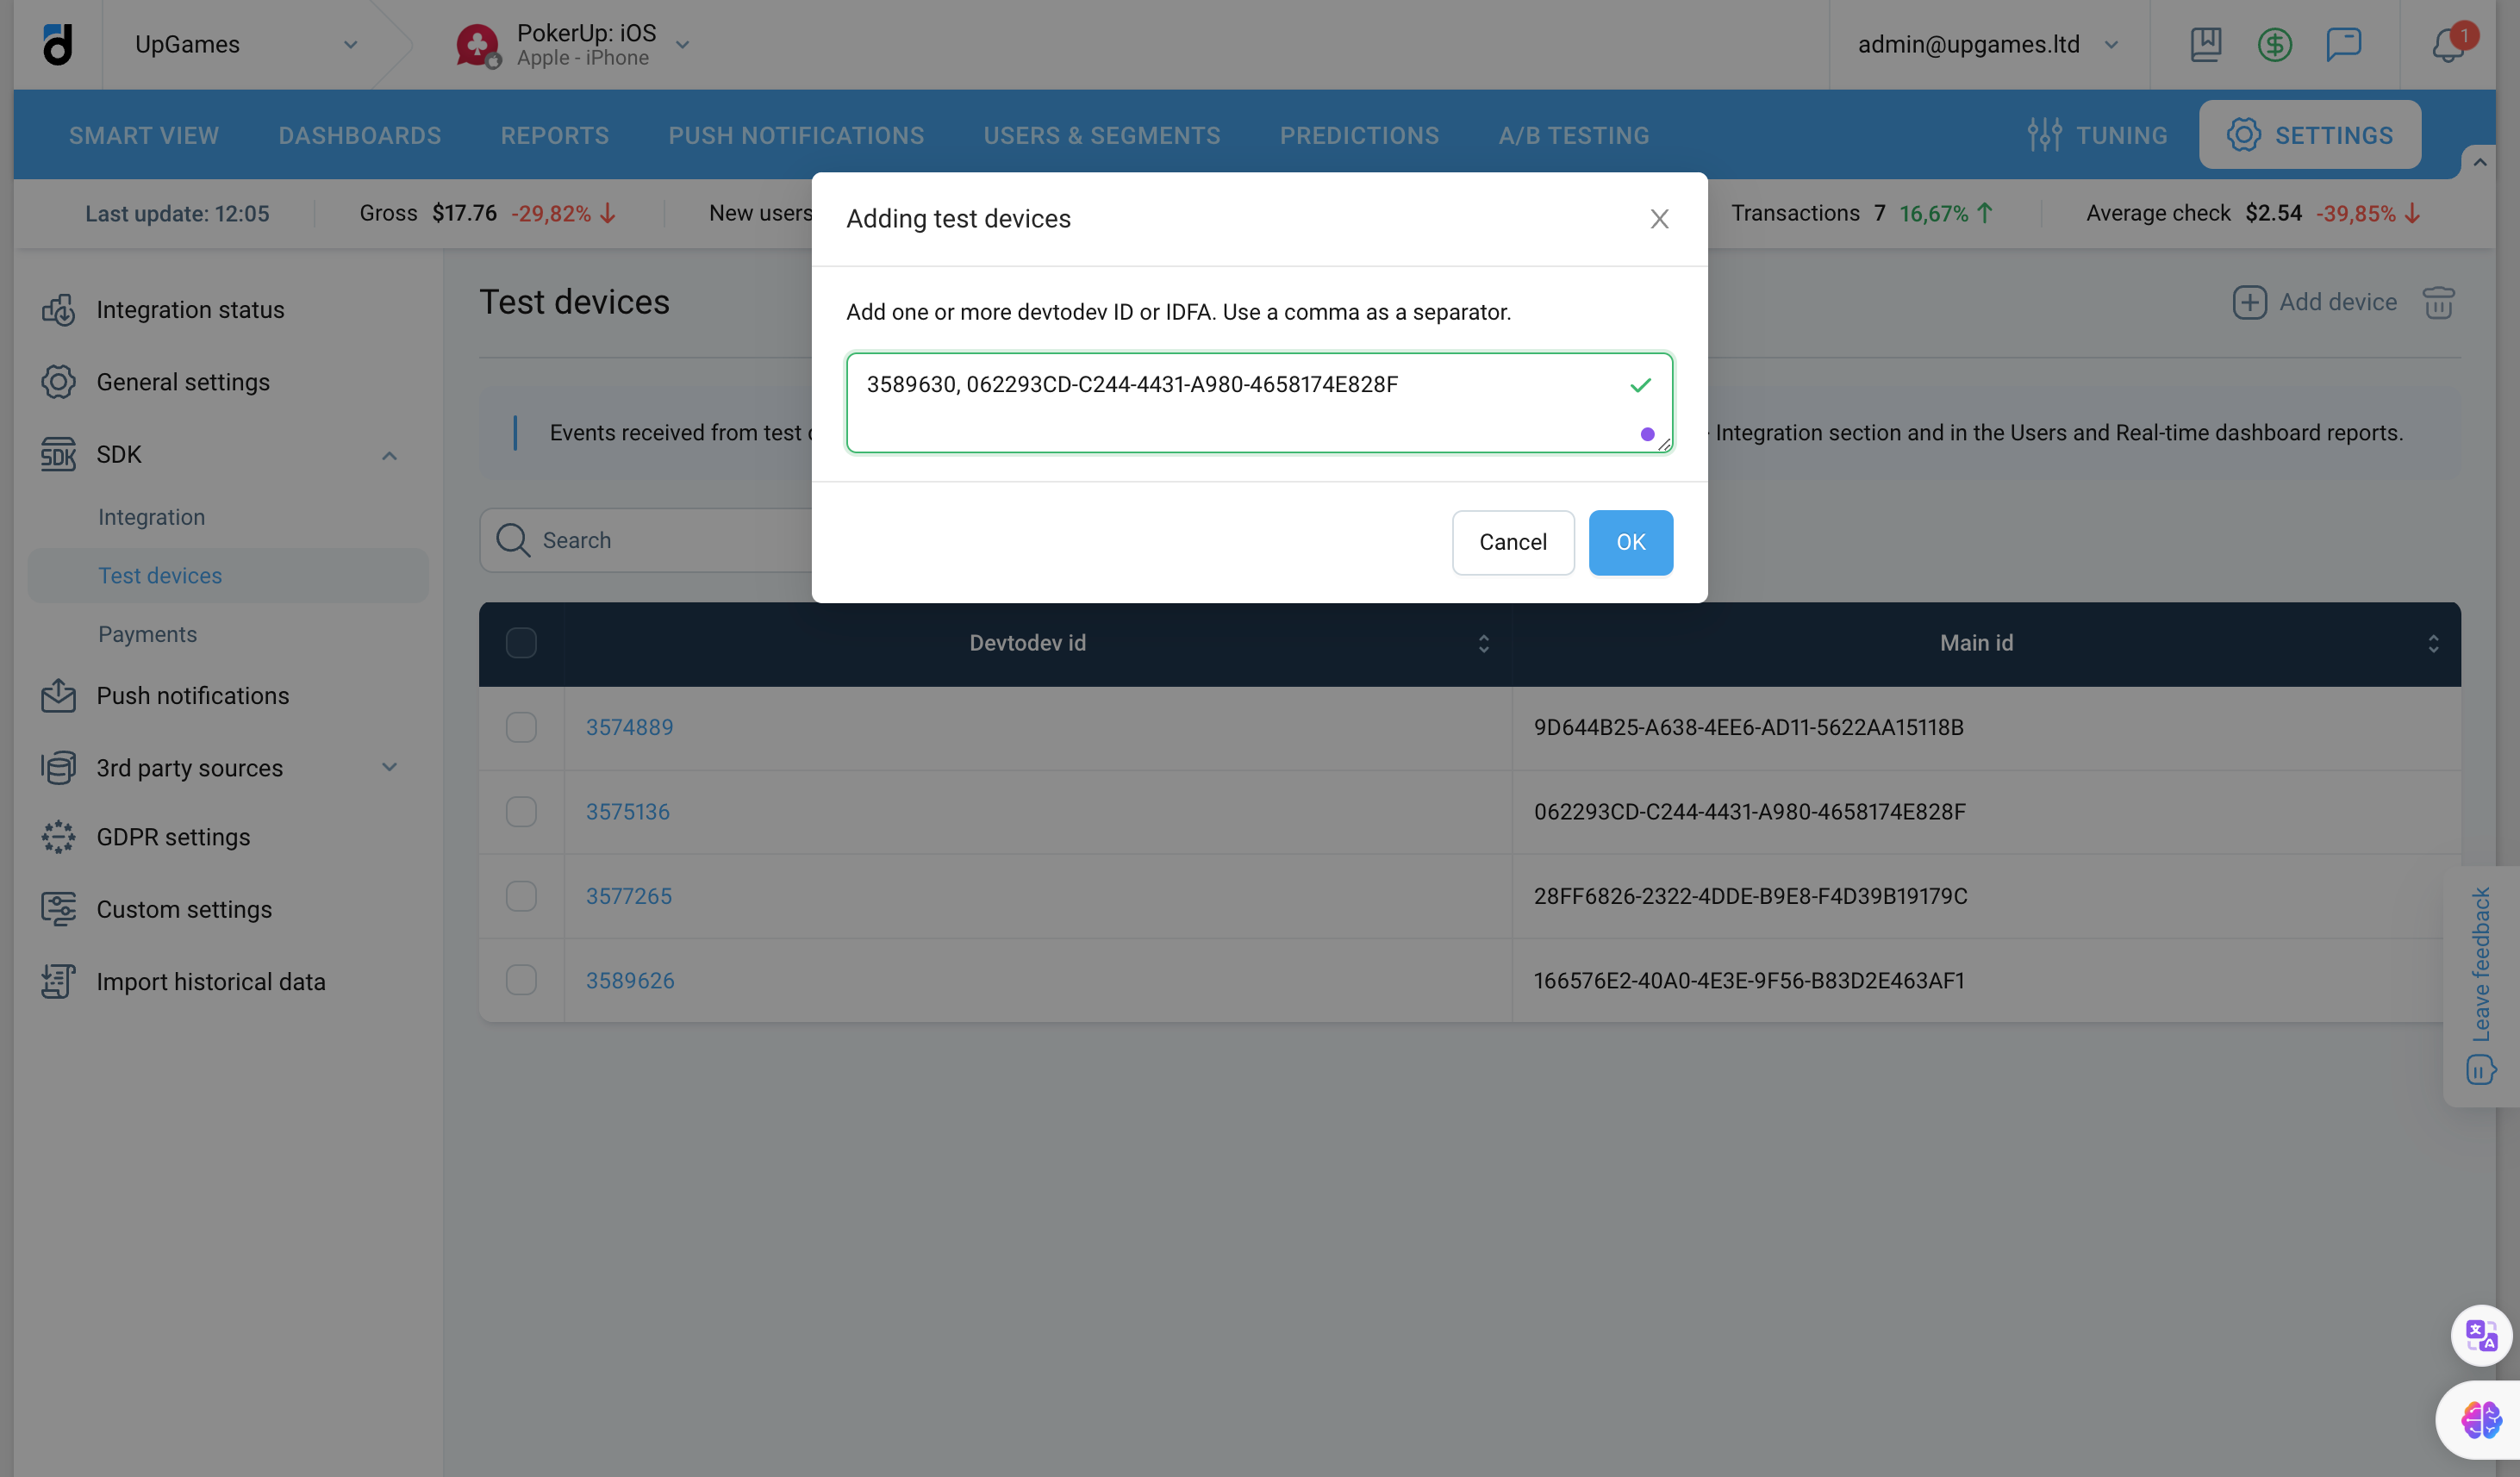 UpGames
PokerUp: iOS
Apple - iPhone
admin@upgames.ltd
1
SMART VIEW DASHBOARDS REPORTS PUSH NOTIFICATIONS USERS & SEGMENTS PREDICTIONS A/B TESTING TUNING SETTINGS
Last update: 12:05 Gross $17.76 -29,82% New users Transactions 7 16,67% Average check $2.54 -39,85%
Adding test devices
Add one or more devtodev ID or IDFA. Use a comma as a separator.
3589630, 062293CD-C244-4431-A980-4658174E828F
Cancel OK
Integration status
General settings
SDK
SDK
Integration
Test devices
Payments
Push notifications
3rd party sources
GDPR settings
Custom settings
Import historical data
Test devices
Add device
Events received from test Integration section and in the Users and Real-time dashboard reports.
Search
Devtodev id Main id
3574889 9D644B25-A638-4EE6-AD11-5622AA15118B
3575136 062293CD-C244-4431-A980-4658174E828F
3577265 28FF6826-2322-4DDE-B9E8-F4D39B19179C
3589626 166576E2-40A0-4E3E-9F56-B83D2E463AF1
Leave feedback